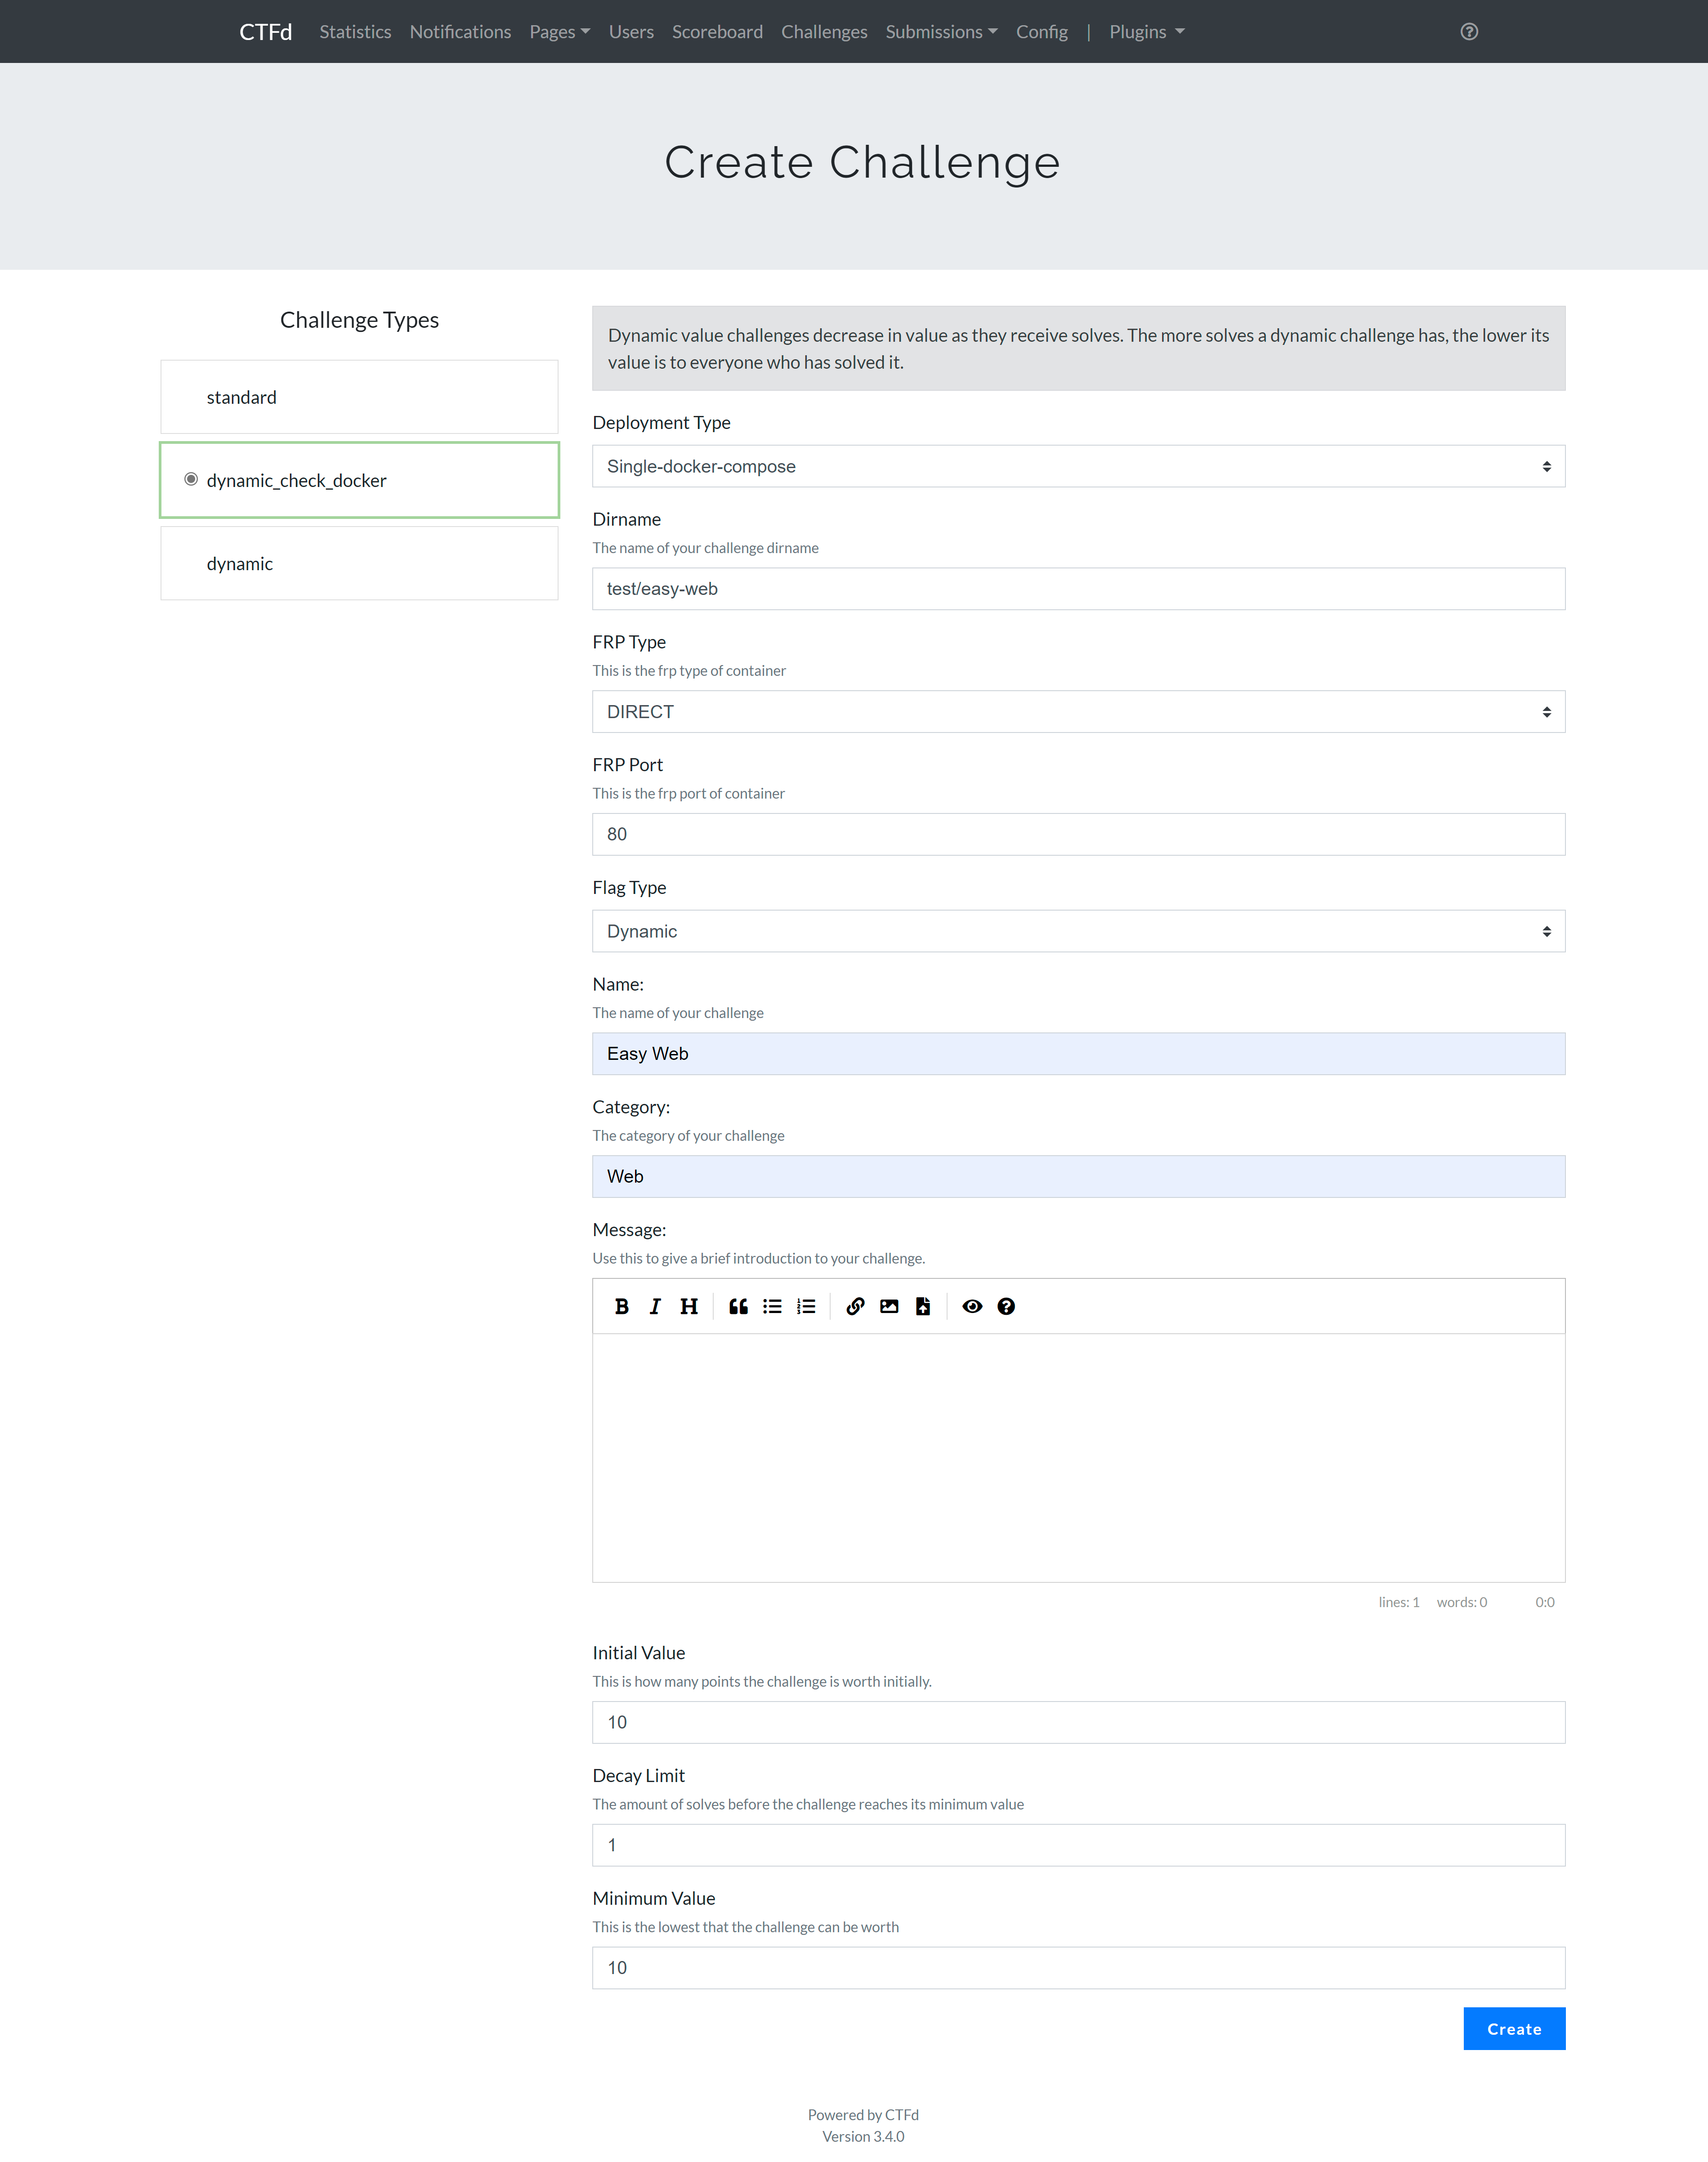 CTFd Statistics Notifications Pages Users Scoreboard Challenges Submissions Config | Plugins
Create Challenge
Challenge Types
standard
dynamic_check_docker
dynamic
Dynamic value challenges decrease in value as they receive solves. The more solves a dynamic challenge has, the lower its
value is to everyone who has solved it.
Deployment Type
Single-docker-compose
Dirname
The name of your challenge dirname
test/easy-web
FRP Type
This is the frp type of container
DIRECT
FRP Port
This is the frp port of container
80
Flag Type
Dynamic
Name:
The name of your challenge
Easy Web
Category:
The category of your challenge
Web
Message:
Use this to give a brief introduction to your challenge.
lines: 1 words: 0 0:0
Initial Value
This is how many points the challenge is worth initially.
10
Decay Limit
The amount of solves before the challenge reaches its minimum value
1
Minimum Value
This is the lowest that the challenge can be worth
10
Create
Powered by CTFd
Version 3.4.0